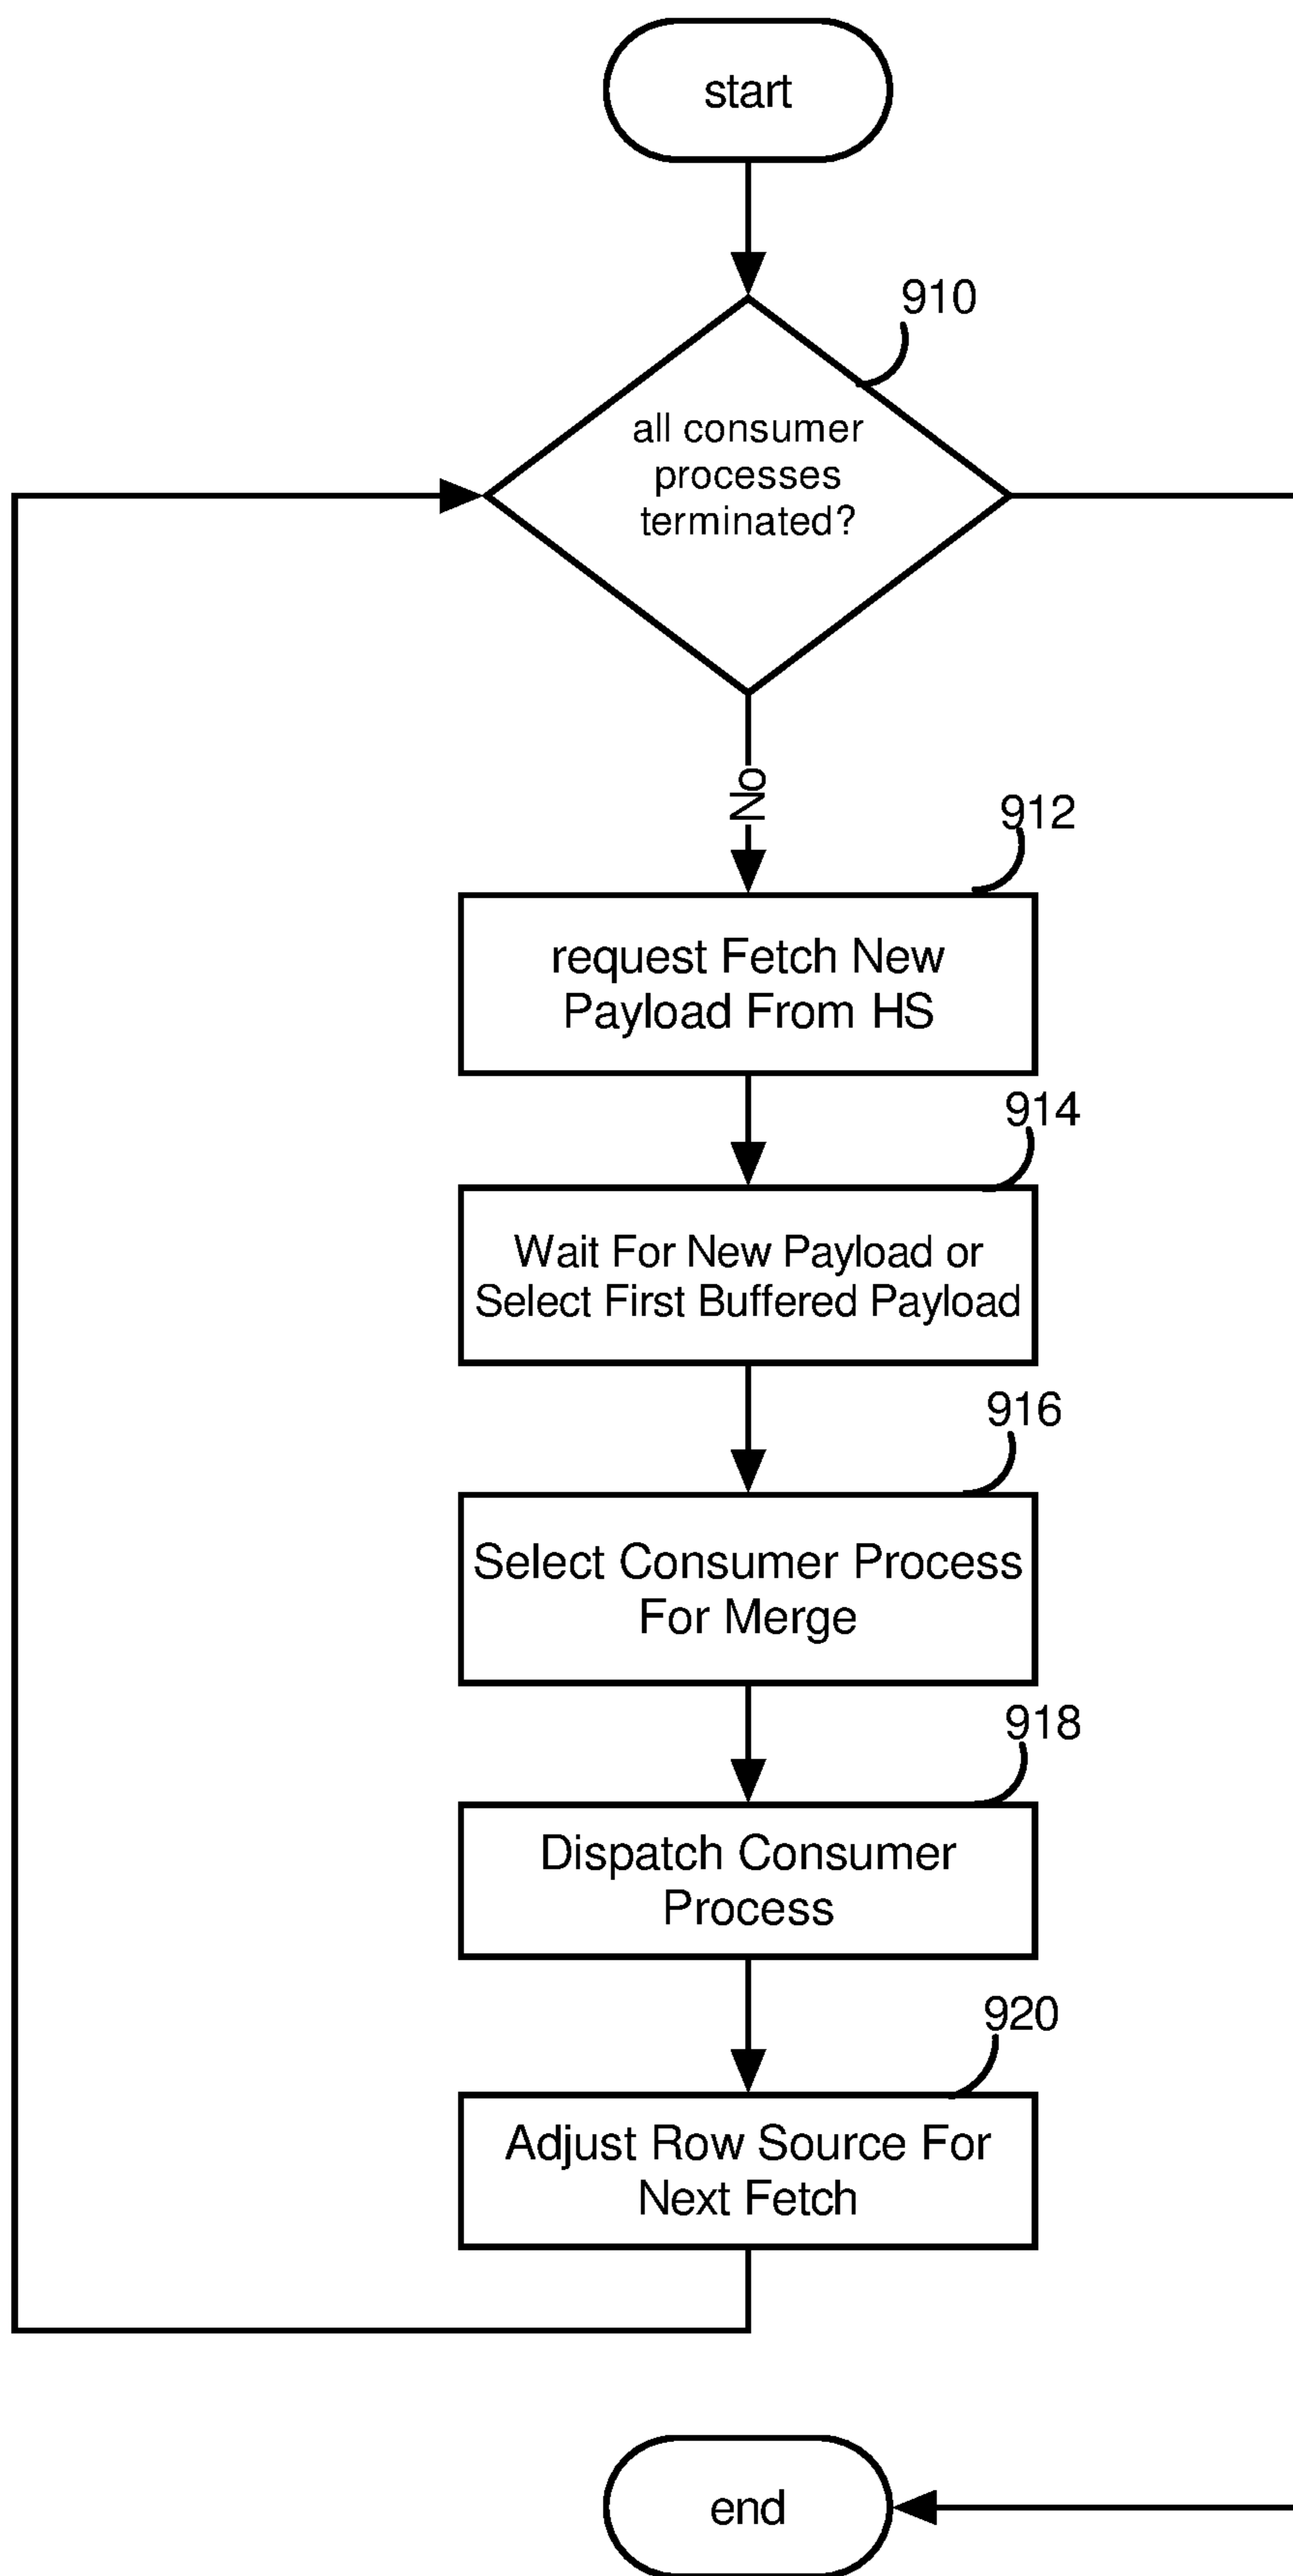 start
910
all consumer
processes
terminated?
No
912
request Fetch New
Payload From HS
914
Wait For New Payload or
Select First Buffered Payload
916
Select Consumer Process
For Merge
918
Dispatch Consumer
Process
920
Adjust Row Source For
Next Fetch
end